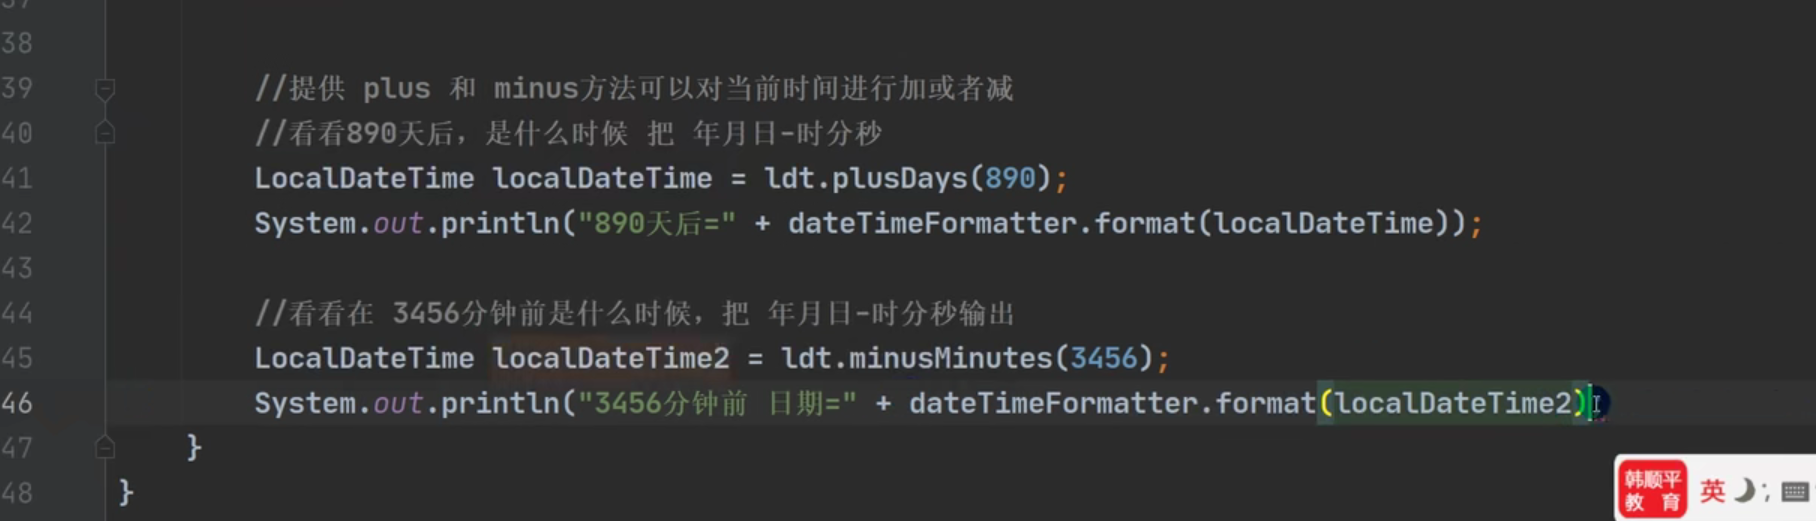 37
38
39 //提供 plus 和 minus方法可以对当前时间进行加或者减
40 //看看890天后，是什么时候 把 年月日-时分秒
41 LocalDateTime localDateTime = ldt.plusDays(890);
42 System.out.println("890天后=" + dateTimeFormatter.format(localDateTime));
43
44 //看看在 3456分钟前是什么时候，把 年月日-时分秒输出
45 LocalDateTime localDateTime2 = ldt.minusMinutes(3456);
46 System.out.println("3456分钟前 日期=" + dateTimeFormatter.format(localDateTime2)
47 }
48 }
韩顺平
教 育
英